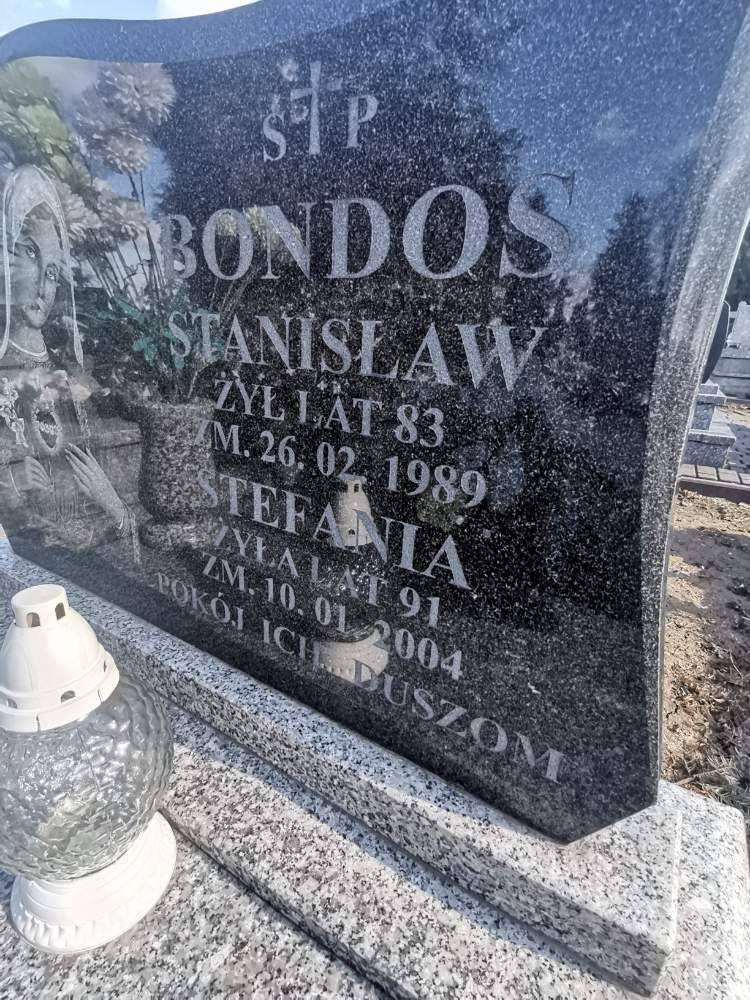 Ś P
BONDOS
STANISŁAW
ŻYŁ LAT 83
ZM. 26. 02. 1989
STEFANIA
ŻYŁA LAT 91
ZM. 10. 01. 2004
POKÓJ ICH DUSZOM